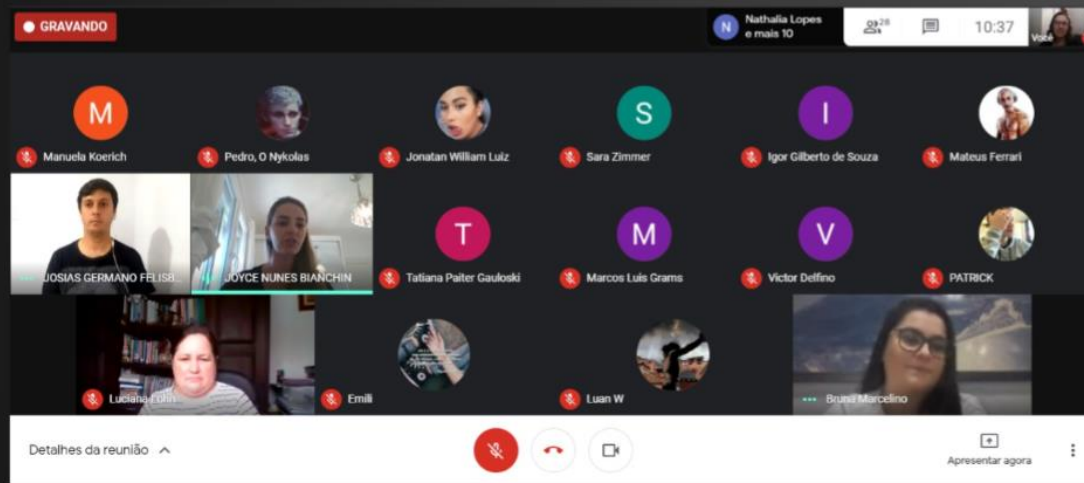 GRAVANDO
N
Nathalia Lopes
e mais 10
28
10:37
Você
M
S
I
Manuela Koerich
Pedro, O Nykolas
Jonatan William Luiz
Sara Zimmer
Igor Gilberto de Souza
Mateus Ferrari
T
M
V
JOSIAS GERMANO FELISB...
JOYCE NUNES BIANCHIN
Tatiana Paiter Gauloski
Marcos Luis Grams
Victor Delfino
PATRICK
Luciana Lohn
Emili
Luan W
Bruna Marcelino
Detalhes da reunião
Apresentar agora